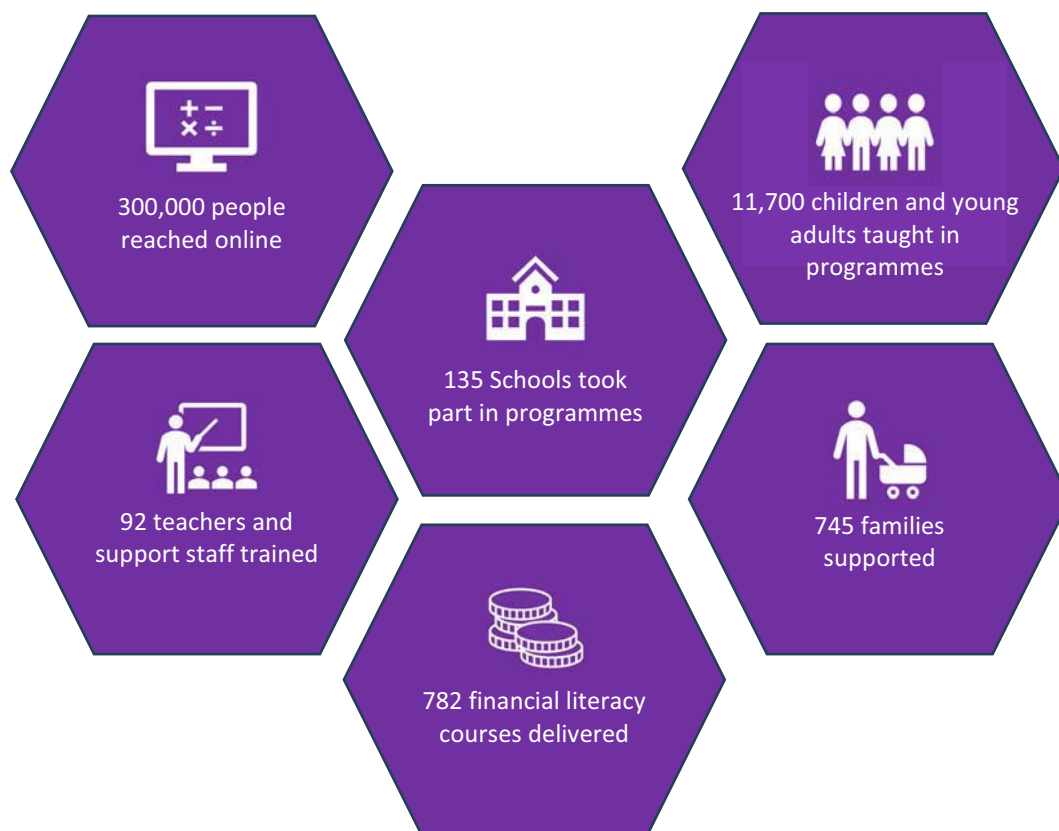 300,000 people
reached online
11,700 children and young
adults taught in
programmes
135 Schools took
part in programmes
92 teachers and
support staff trained
745 families
supported
782 financial literacy
courses delivered